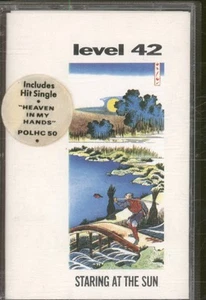 level 42
Includes
Hit Single
"HEAVEN
IN MY
HANDS"
POLHC 50
STARING AT THE SUN